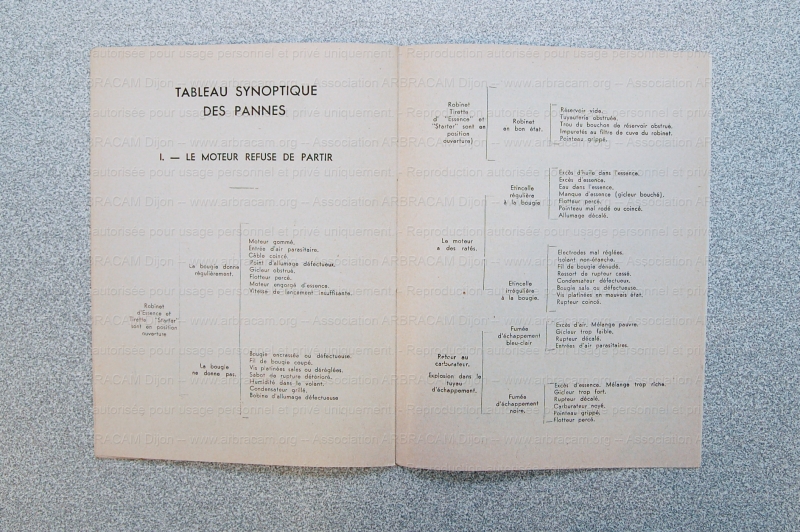 TABLEAU SYNOPTIQUE
DES PANNES
I. — LE MOTEUR REFUSE DE PARTIR
Robinet
d'Essence et
Tirette "Starter"
sont en position
ouverture
La bougie donne
régulièrement.
Moteur gommé.
Entrée d'air parasitaire.
Câble coincé.
Point d'allumage défectueux.
Gicleur obstrué.
Flotteur percé.
Moteur engorgé d'essence.
Vitesse de lancement insuffisante.
La bougie
ne donne pas.
Bougie encrassée ou défectueuse.
Fil de bougie coupé.
Vis platinées sales ou déréglées.
Sabot de rupteur détérioré.
Humidité dans le volant.
Condensateur grillé.
Bobine d'allumage défectueuse
Robinet
Tirette
d' "Essence" et
"Starter" sont en
position
ouverture)
Robinet
en bon état.
Réservoir vide.
Tuyauterie obstruée.
Trou de bouchon de réservoir obstrué.
Impuretés au filtre de cuve du robinet.
Pointeau grippé.
Le moteur
a des ratés.
Etincelle
régulière
à la bougie
Excès d'huile dans l'essence.
Excès d'essence.
Eau dans l'essence.
Manque d'essence (gicleur bouché).
Flotteur percé.
Pointeau mal rodé ou coincé.
Allumage décalé.
Etincelle
irrégulière
à la bougie.
Electrodes mal réglées.
Isolant non-étanche.
Fil de bougie dénudé.
Ressort de rupteur cassé.
Condensateur défectueux.
Bougie sale ou défectueuse.
Vis platinées en mauvais état.
Rupteur coincé.
Retour au
carburateur.
Explosion dans le
tuyau
d'échappement.
Fumée
d'échappement
bleu-clair.
Excès d'air. Mélange pauvre.
Gicleur trop faible.
Rupteur décalé.
Entrées d'air parasitaires.
Fumée
d'échappement
noire.
Excès d'essence. Mélange trop riche.
Gicleur trop fort.
Rupteur décalé.
Carburateur noyé.
Pointeau grippé.
Flotteur percé.